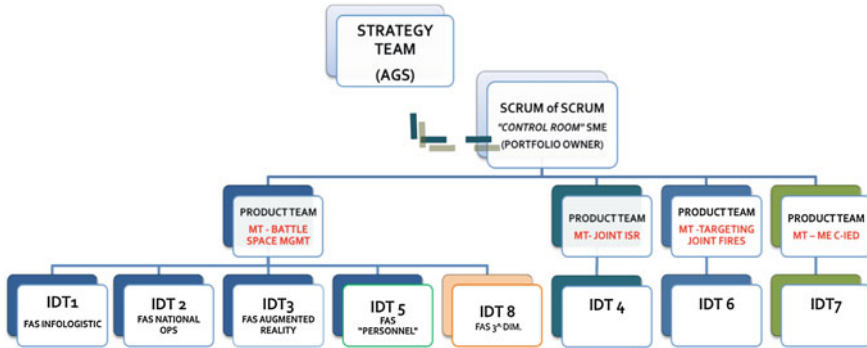 STRATEGY
TEAM
(AGS)
SCRUM of SCRUM
"CONTROL ROOM" SME
(PORTFOLIO OWNER)
PRODUCT TEAM
MT - BATTLE
SPACE MGMT
PRODUCT TEAM
MT- JOINT ISR
PRODUCT TEAM
MT -TARGETING
JOINT FIRES
PRODUCT TEAM
MT – ME C-IED
IDT1
FAS INFOLOGISTIC
IDT 2
FAS NATIONAL
OPS
IDT3
FAS AUGMENTED
REALITY
IDT 5
FAS
"PERSONNEL"
IDT 8
FAS 3^ DIM.
IDT 4
IDT 6
IDT7